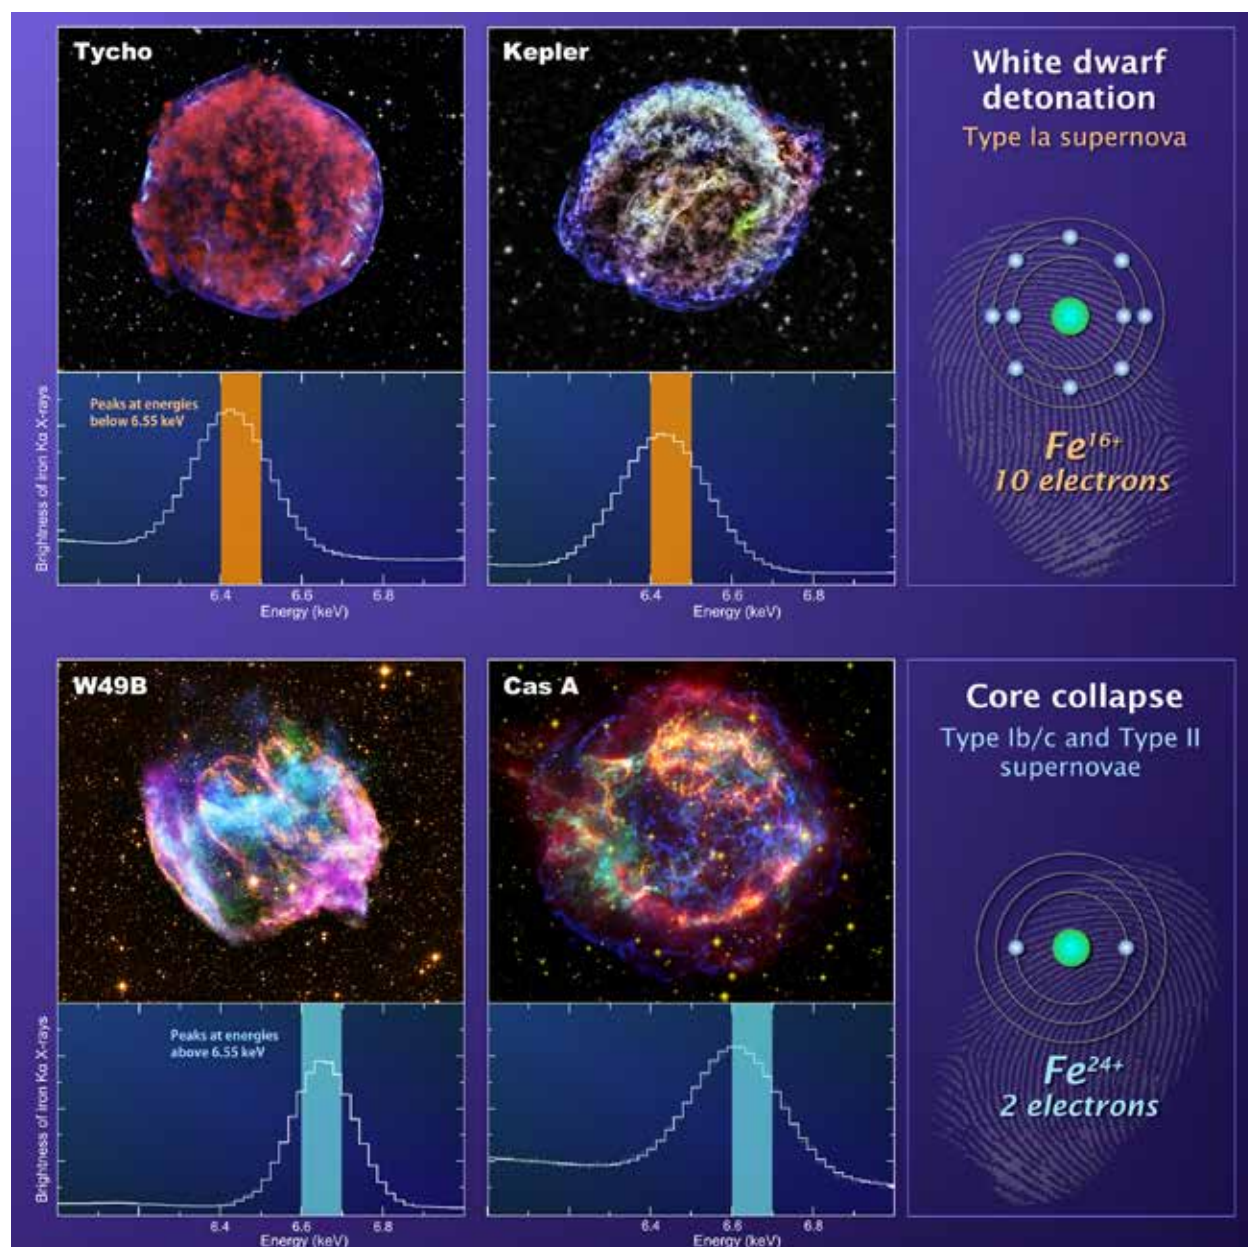 Tycho
Kepler
White dwarf
detonation
Type Ia supernova
Peaks at energies
below 6.55 keV
Brightness of iron Kα X-rays
Fe16+
10 electrons
6.4 6.6 6.8
Energy (keV)
6.4 6.6 6.8
Energy (keV)
W49B
Cas A
Core collapse
Type Ib/c and Type II
supernovae
Peaks at energies
above 6.55 keV
Brightness of iron Kα X-rays
Fe24+
2 electrons
6.4 6.6 6.8
Energy (keV)
6.4 6.6 6.8
Energy (keV)